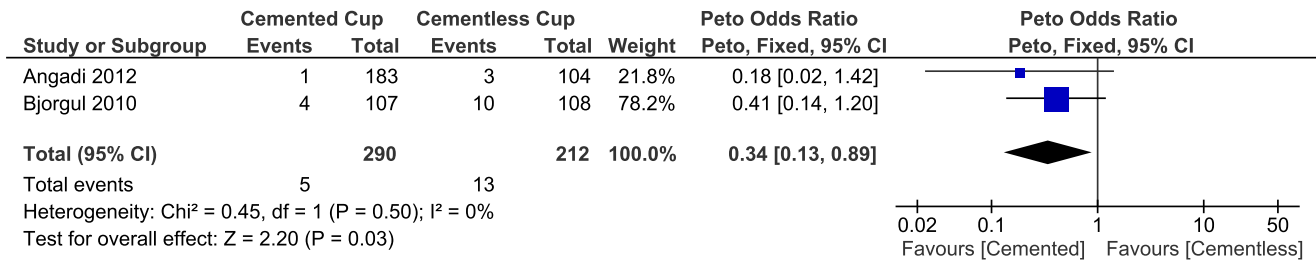 Cemented Cup Cementless Cup Peto Odds Ratio Peto Odds Ratio
Study or Subgroup Events Total Events Total Weight Peto, Fixed, 95% CI Peto, Fixed, 95% CI
Angadi 2012 1 183 3 104 21.8% 0.18 [0.02, 1.42]
Bjorgul 2010 4 107 10 108 78.2% 0.41 [0.14, 1.20]
Total (95% CI) 290 212 100.0% 0.34 [0.13, 0.89]
Total events 5 13
Heterogeneity: Chi² = 0.45, df = 1 (P = 0.50); I² = 0%
Test for overall effect: Z = 2.20 (P = 0.03)
0.02 0.1 1 10 50
Favours [Cemented] Favours [Cementless]